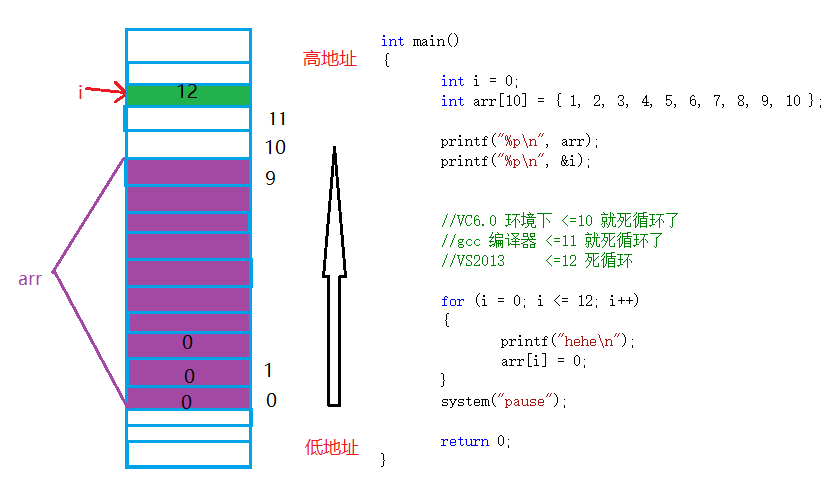 高地址
i
12
11
10
9
arr
0
0
1
0
0
低地址
int main()
{
int i = 0;
int arr[10] = { 1, 2, 3, 4, 5, 6, 7, 8, 9, 10 };
printf("%p\n", arr);
printf("%p\n", &i);
//VC6.0 环境下 <=10 就死循环了
//gcc 编译器 <=11 就死循环了
//VS2013 <=12 死循环
for (i = 0; i <= 12; i++)
{
printf("hehe\n");
arr[i] = 0;
}
system("pause");
return 0;
}